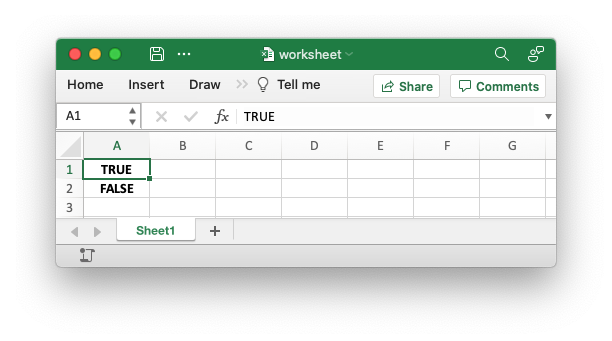 worksheet
Home Insert Draw Tell me Share Comments
A1 fx TRUE
A B C D E F G
1 TRUE
2 FALSE
3
Sheet1 +